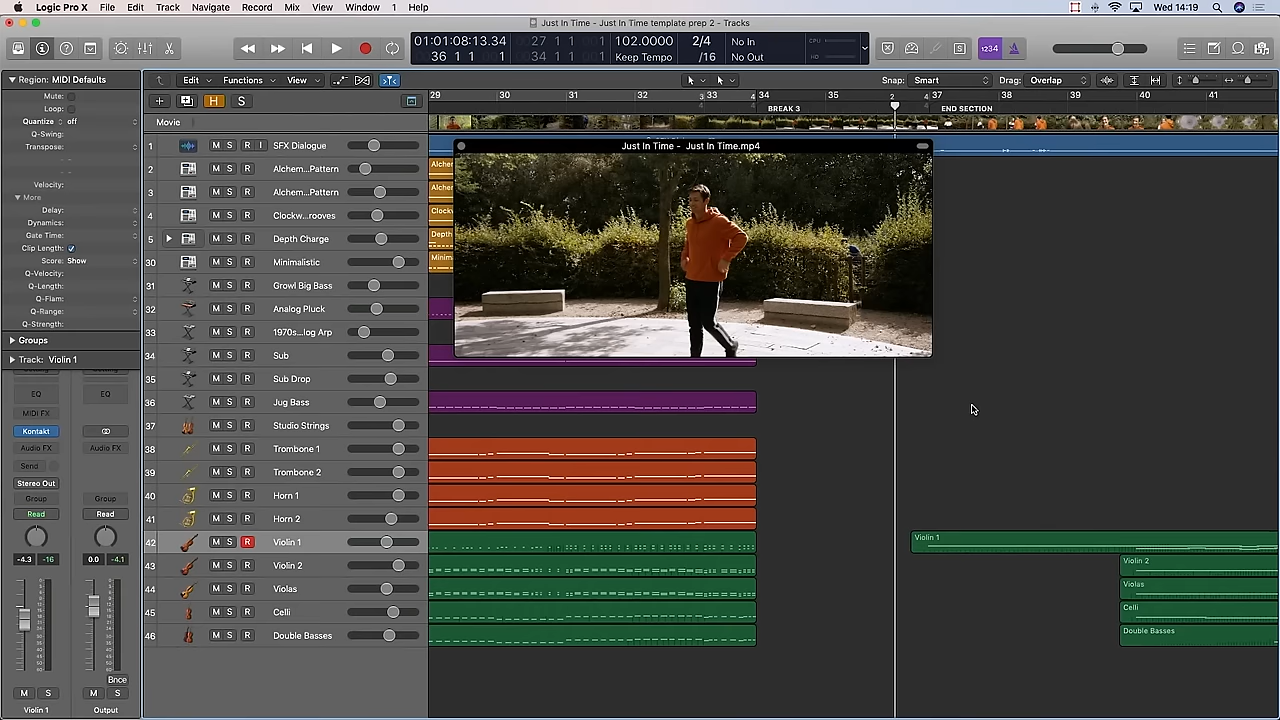 Logic Pro X File Edit Track Navigate Record Mix View Window 1 Help Wed 14:19
Just In Time - Just In Time template prep 2 - Tracks
01:01:08:13.34 27 1 1 102.0000 2/4 No In CPU
36 1 1 1 34 1 1 Keep Tempo /16 No Out
1234
Region: MIDI Defaults
Mute:
Loop:
Quantize off
Q-Swing:
Transpose:
Velocity:
More
Delay:
Dynamics:
Gate Time:
Clip Length:
Score: Show
Q-Velocity:
Q-Length:
Q-Flam:
Q-Range:
Q-Strength:
Groups
Track: Violin 1
EQ EQ
MIDI FX
Kontakt
Audio FX Audio FX
Send
Stereo Out
Group Group
Read Read
-4.3 -16 0.0 -4.1
Bnce
M S M S
Violin 1 Output
Edit Functions View Snap: Smart Drag: Overlap
H S
29 30 31 32 33 34 35 36 37 38 39 40 41
BREAK 3 END SECTION
Movie
1 M S R I SFX Dialogue
2 M S R Alchem...Pattern Alchem
3 M S R Alchem...Pattern Alchem
4 M S R Clockw...rooves Clockw
5 M S R Depth Charge Depth
30 M S R Minimalistic Minima
31 M S R Growl Big Bass
32 M S R Analog Pluck
33 M S R 1970s...log Arp
34 M S R Sub
35 M S R Sub Drop
36 M S R Jug Bass
37 M S R Studio Strings
38 M S R Trombone 1
39 M S R Trombone 2
40 M S R Horn 1
41 M S R Horn 2
42 M S R Violin 1 Violin 1
43 M S R Violin 2 Violin 2
44 M S R Violas Violas
45 M S R Celli Celli
46 M S R Double Basses Double Basses
Just In Time - Just In Time.mp4